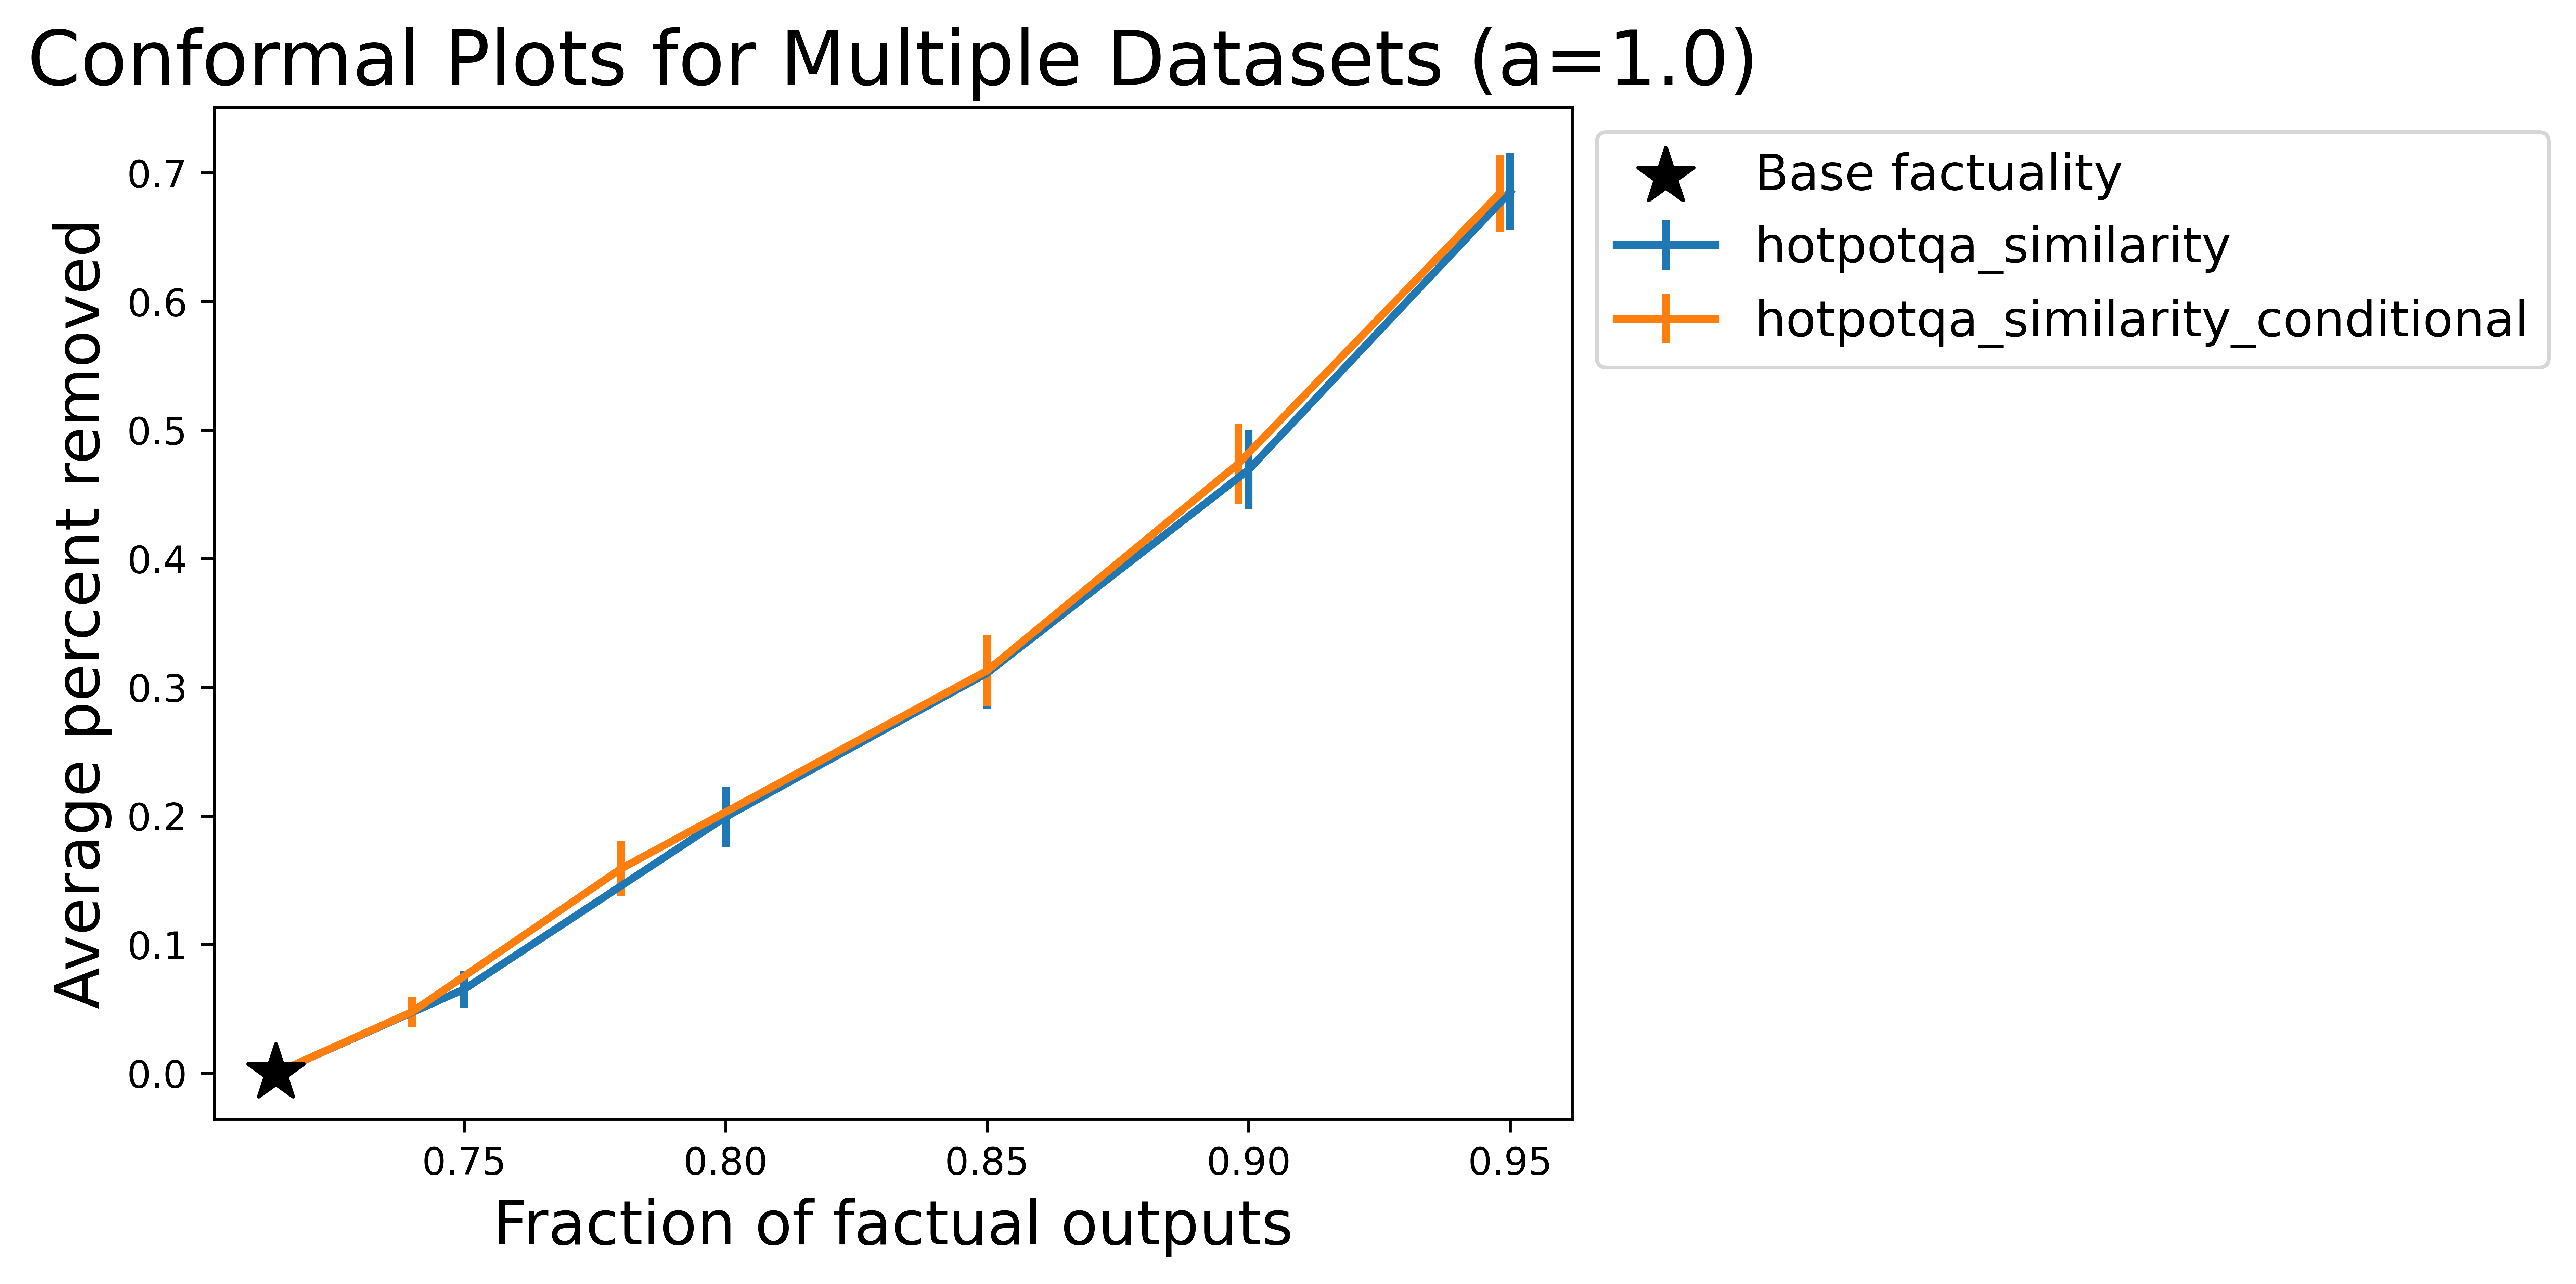 Conformal Plots for Multiple Datasets (a=1.0)
Average percent removed
0.7
0.6
0.5
0.4
0.3
0.2
0.1
0.0
0.75 0.80 0.85 0.90 0.95
Fraction of factual outputs
Base factuality
hotpotqa_similarity
hotpotqa_similarity_conditional